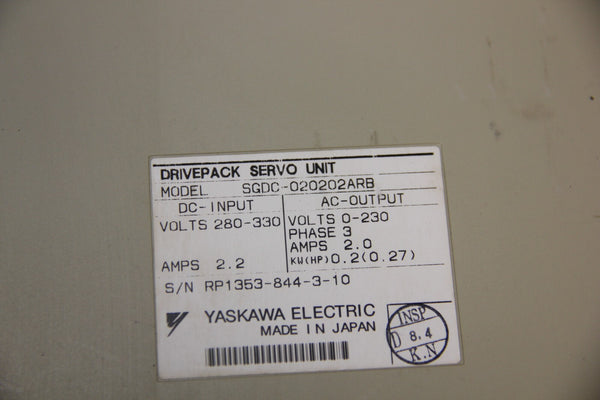 DRIVEPACK SERVO UNIT
MODEL SGDC-020202ARB
DC-INPUT
AC-OUTPUT
VOLTS 280-330
VOLTS 0-230
PHASE 3
AMPS 2.0
AMPS 2.2
KW(HP)0.2(0.27)
S/N RP1353-844-3-10
YASKAWA ELECTRIC
MADE IN JAPAN
INSP
D 8.4
K.N